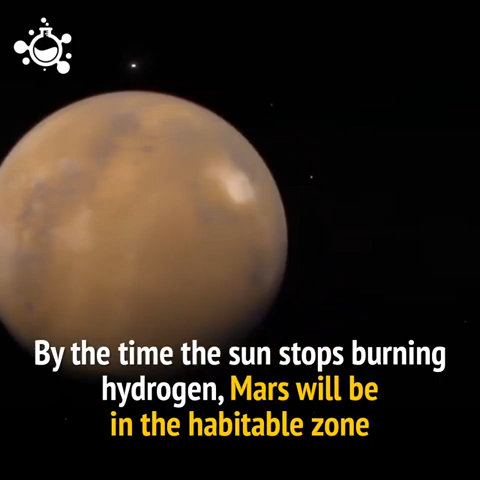 By the time the sun stops burning
hydrogen, Mars will be
in the habitable zone